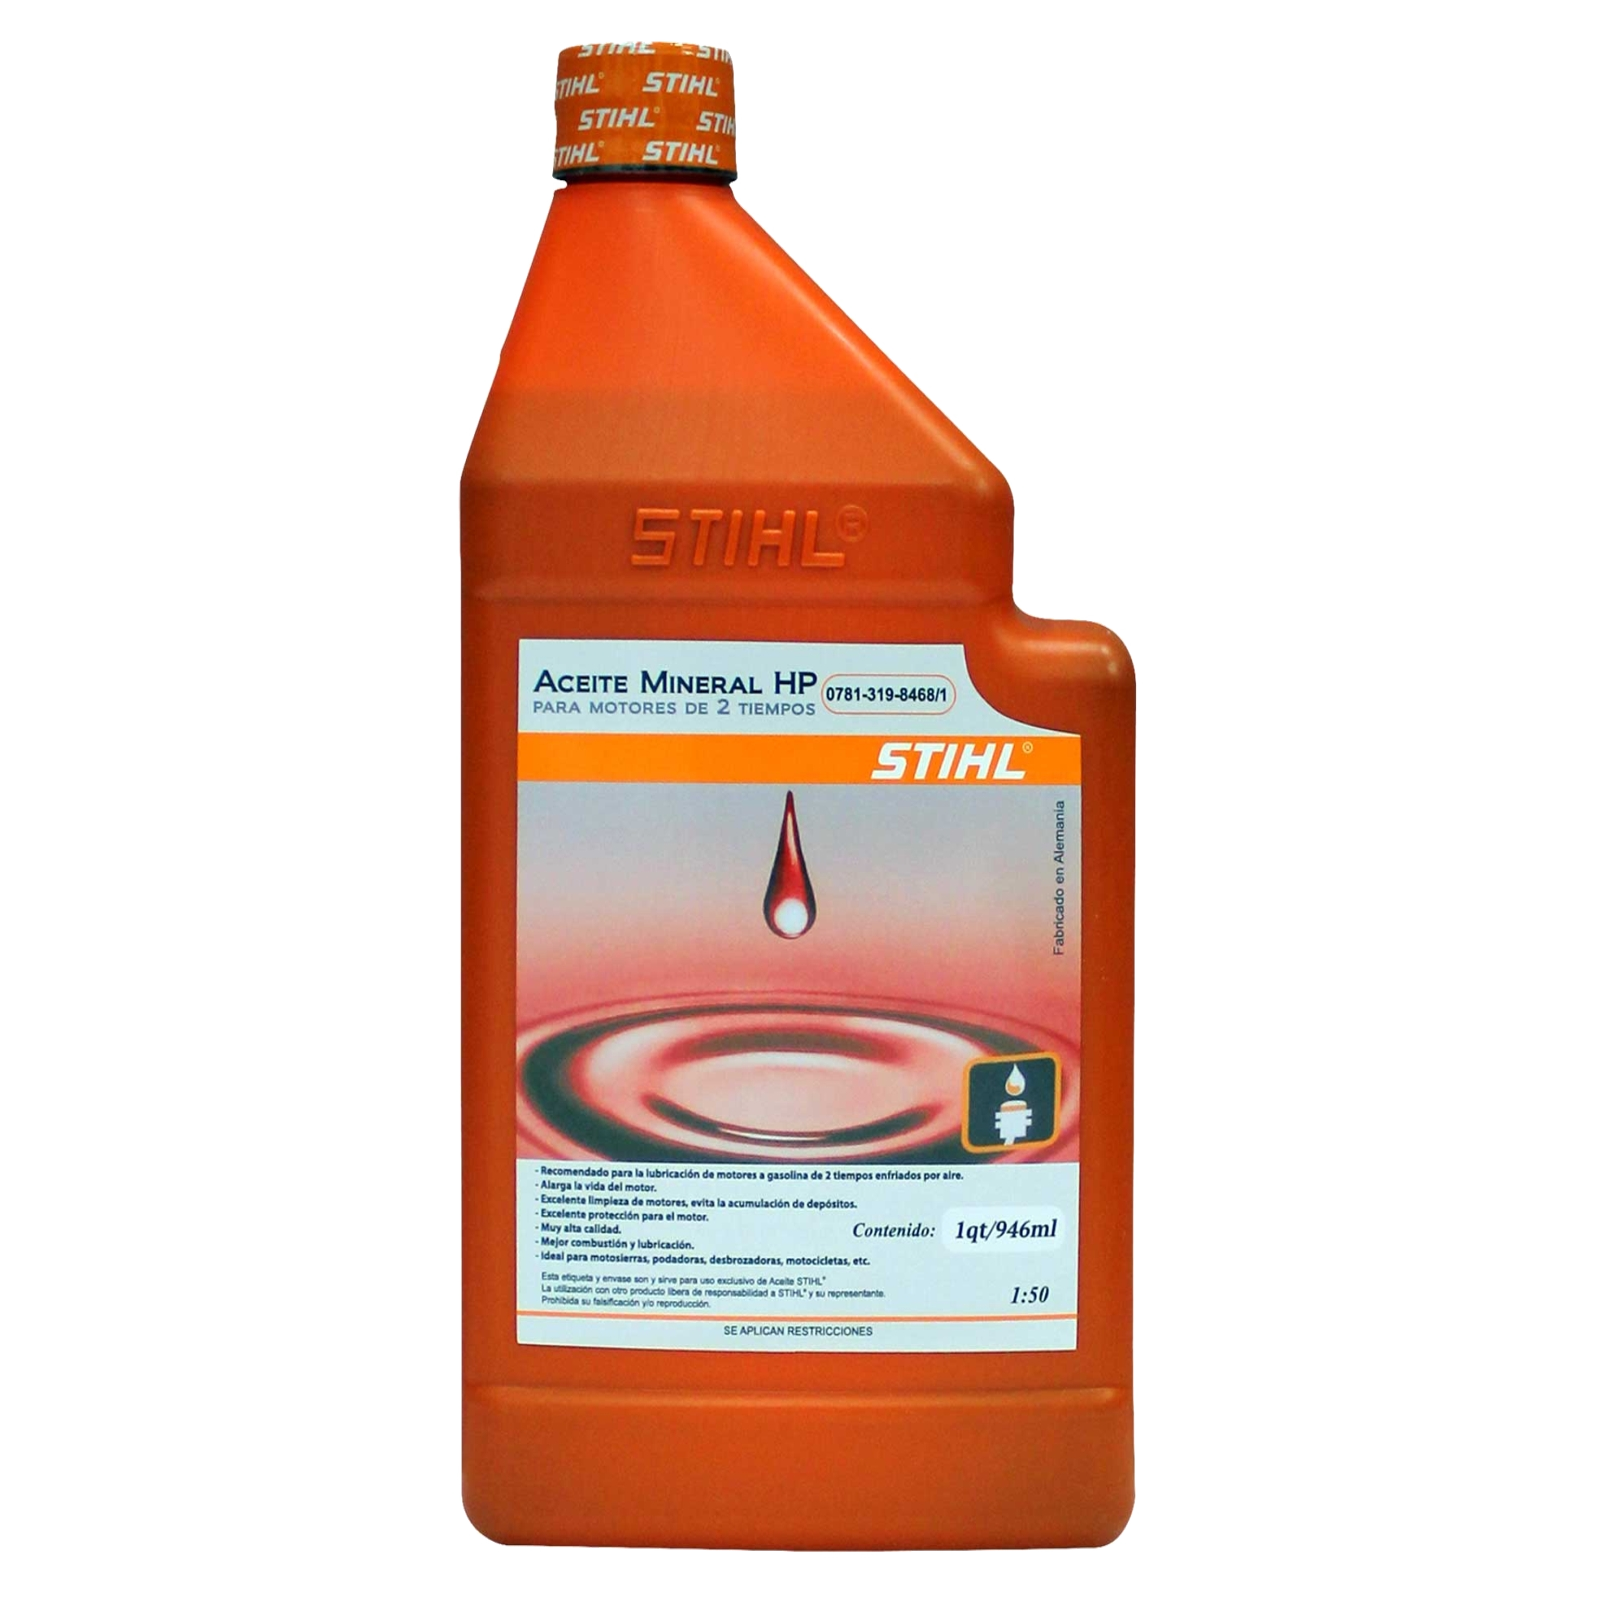 STIHL STIHL
STIHL® STIHL®
STIHL® STIHL
STIHL® STIHL®
STIHL®
ACEITE MINERAL HP 0781-319-8468/1
PARA MOTORES DE 2 TIEMPOS
STIHL®
Fabricado en Alemania
- Recomendado para la lubricación de motores a gasolina de 2 tiempos enfriados por aire.
- Alarga la vida del motor.
- Excelente limpieza de motores, evita la acumulación de depósitos.
- Excelente protección para el motor.
- Muy alta calidad.
- Mejor combustión y lubricación.
- Ideal para motosierras, podadoras, desbrozadoras, motocicletas, etc.
Contenido: 1qt/946ml
Esta etiqueta y envase son y sirve para uso exclusivo de Aceite STIHL®
La utilización con otro producto libera de responsabilidad a STIHL® y su representante.
Prohibida su falsificación y/o reproducción.
1:50
SE APLICAN RESTRICCIONES